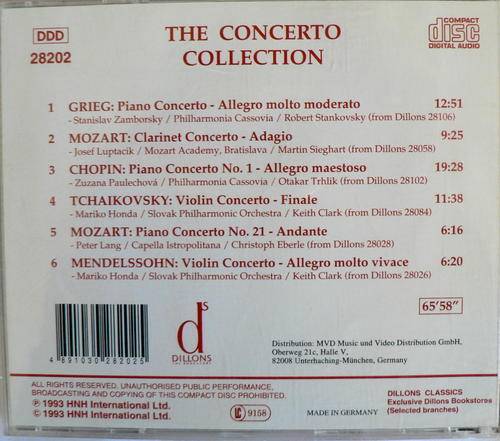 DDD
28202
THE CONCERTO
COLLECTION
COMPACT
disc
DIGITAL AUDIO
1 GRIEG: Piano Concerto - Allegro molto moderato 12:51
-Stanislav Zamborsky / Philharmonia Cassovia / Robert Stankovsky (from Dillons 28106)
2 MOZART: Clarinet Concerto - Adagio 9:25
-Josef Luptacik / Mozart Academy, Bratislava / Martin Sieghart (from Dillons 28058)
3 CHOPIN: Piano Concerto No. 1 - Allegro maestoso 19:28
-Zuzana Paulechová / Philharmonia Cassovia / Otakar Trhlik (from Dillons 28102)
4 TCHAIKOVSKY: Violin Concerto - Finale 11:38
-Mariko Honda / Slovak Philharmonic Orchestra / Keith Clark (from Dillons 28084)
5 MOZART: Piano Concerto No. 21 - Andante 6:16
-Peter Lang / Capella Istropolitana / Christoph Eberle (from Dillons 28028)
6 MENDELSSOHN: Violin Concerto - Allegro molto vivace 6:20
-Mariko Honda / Slovak Philharmonic Orchestra / Keith Clark (from Dillons 28026)
65'58"
4 891030 282025
ds
DILLONS
THE BOOKSTORE
Distribution: MVD Music und Video Distribution GmbH,
Oberweg 21c, Halle V,
82008 Unterhaching-München, Germany
ALL RIGHTS RESERVED. UNAUTHORISED PUBLIC PERFORMANCE,
BROADCASTING AND COPYING OF THIS COMPACT DISC PROHIBITED.
℗ 1993 HNH International Ltd.
© 1993 HNH International Ltd.
LC 9158
MADE IN GERMANY
DILLONS CLASSICS
Exclusive Dillons Bookstores
(Selected branches)